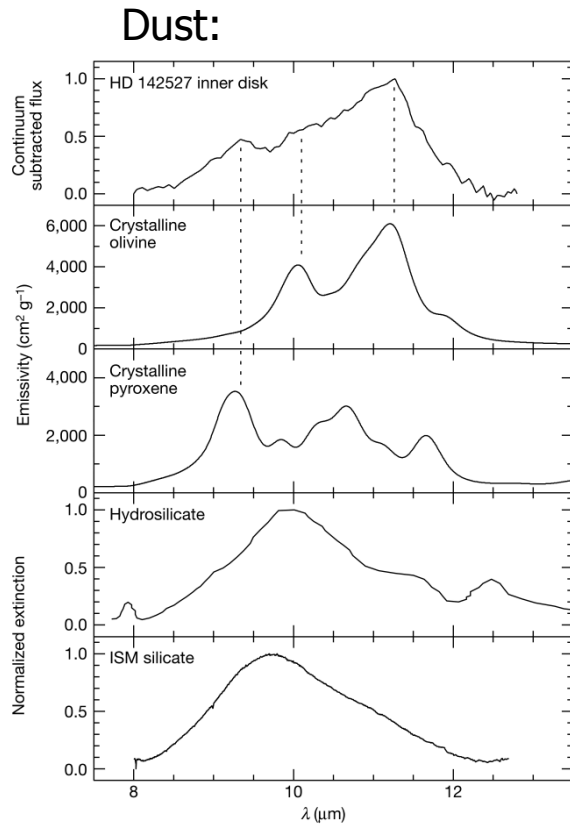 Dust:
HD 142527 inner disk
Continuum
subtracted flux
1.0
0.5
0.0
Crystalline
olivine
6,000
4,000
2,000
0
Emissivity (cm² g⁻¹)
Crystalline
pyroxene
4,000
2,000
0
Hydrosilicate
1.0
0.5
0.0
Normalized extinction
ISM silicate
1.0
0.5
0.0
8 10 12
λ (μm)